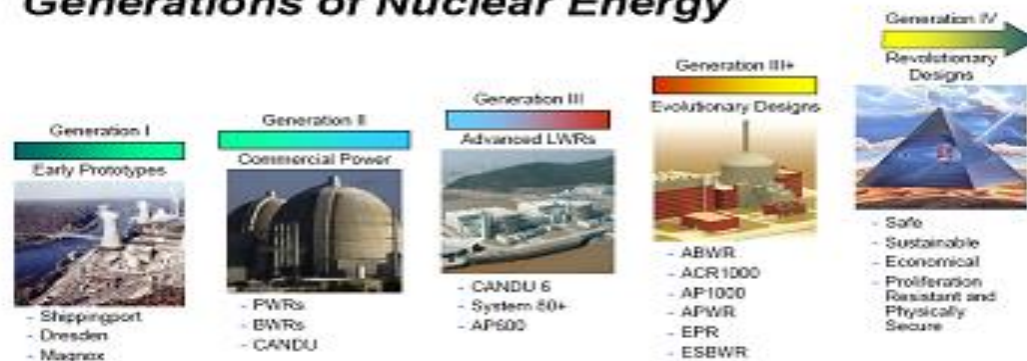 Generations of Nuclear Energy
Generation I
Early Prototypes
- Shippingport
- Dresden
- Magnox
Generation II
Commercial Power
- PWRs
- BWRs
- CANDU
Generation III
Advanced LWRs
- CANDU 6
- System 80+
- AP600
Generation III+
Evolutionary Designs
- ABWR
- ACR1000
- AP1000
- APWR
- EPR
- ESBWR
Generation IV
Revolutionary
Designs
- Safe
- Sustainable
- Economical
- Proliferation
Resistant and
Physically
Secure